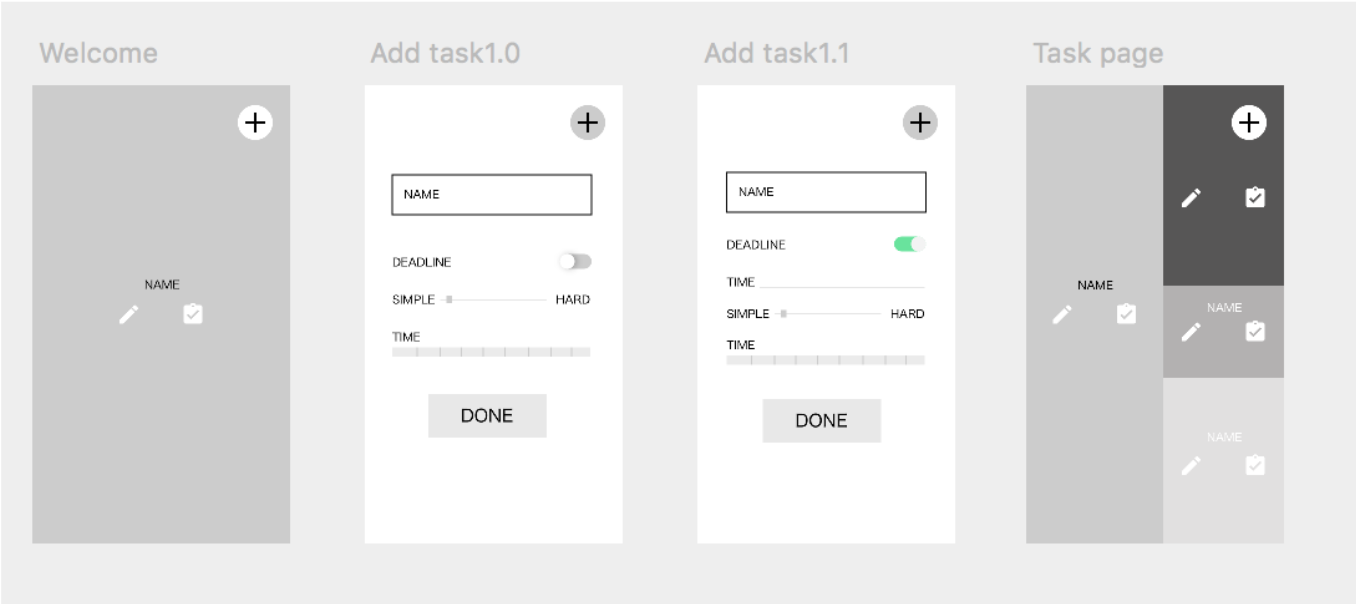 Welcome
NAME
Add task1.0
NAME
DEADLINE
SIMPLE HARD
TIME
DONE
Add task1.1
NAME
DEADLINE
TIME
SIMPLE HARD
TIME
DONE
Task page
NAME
NAME
NAME